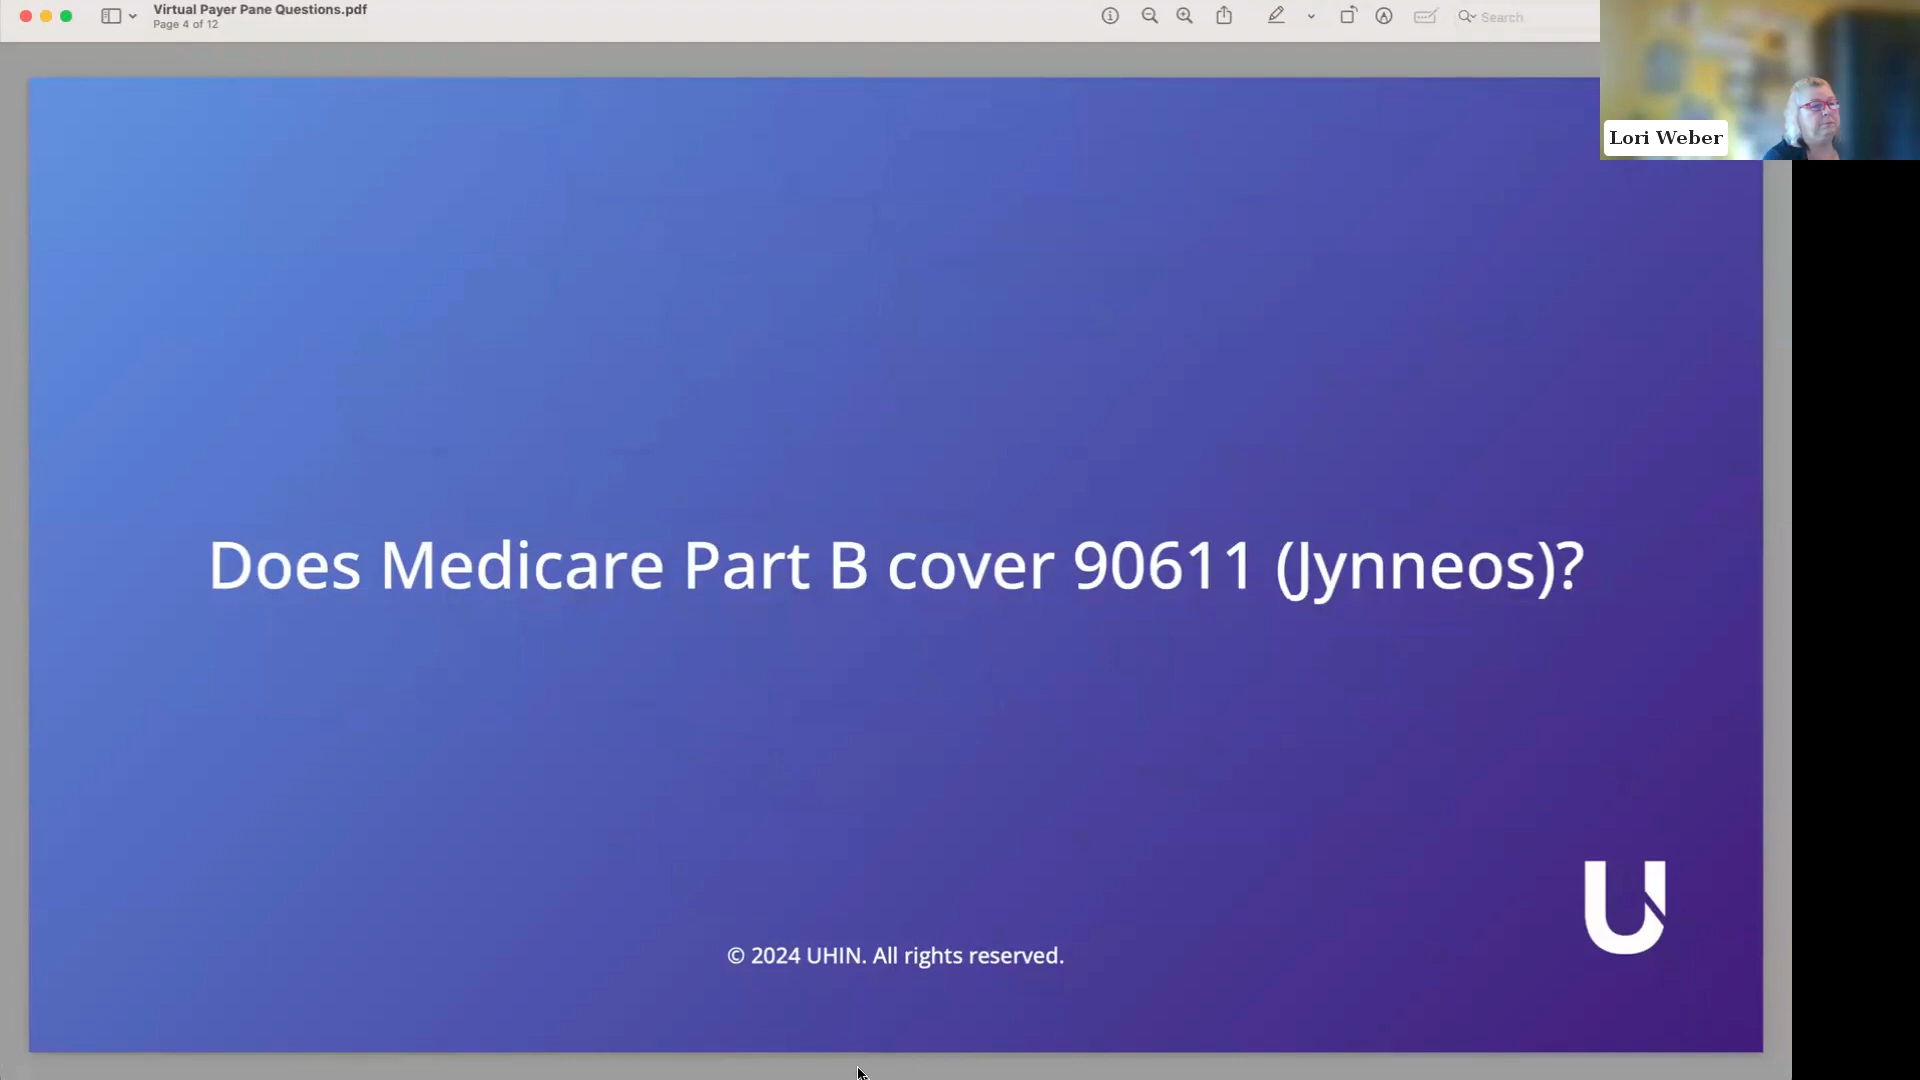 Virtual Payer Pane Questions.pdf
Page 4 of 12
Search
Lori Weber
Does Medicare Part B cover 90611 (Jynneos)?
© 2024 UHIN. All rights reserved.